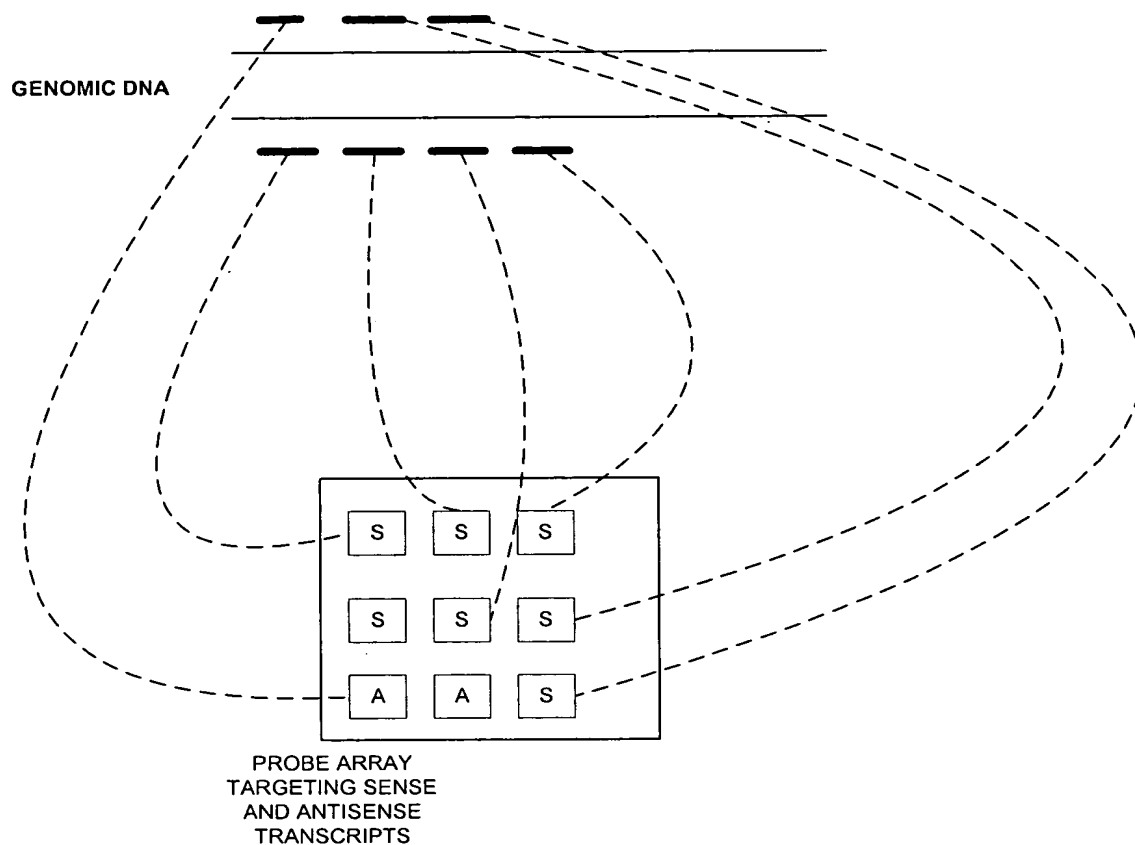 GENOMIC DNA
S S S
S S S
A A S
PROBE ARRAY
TARGETING SENSE
AND ANTISENSE
TRANSCRIPTS